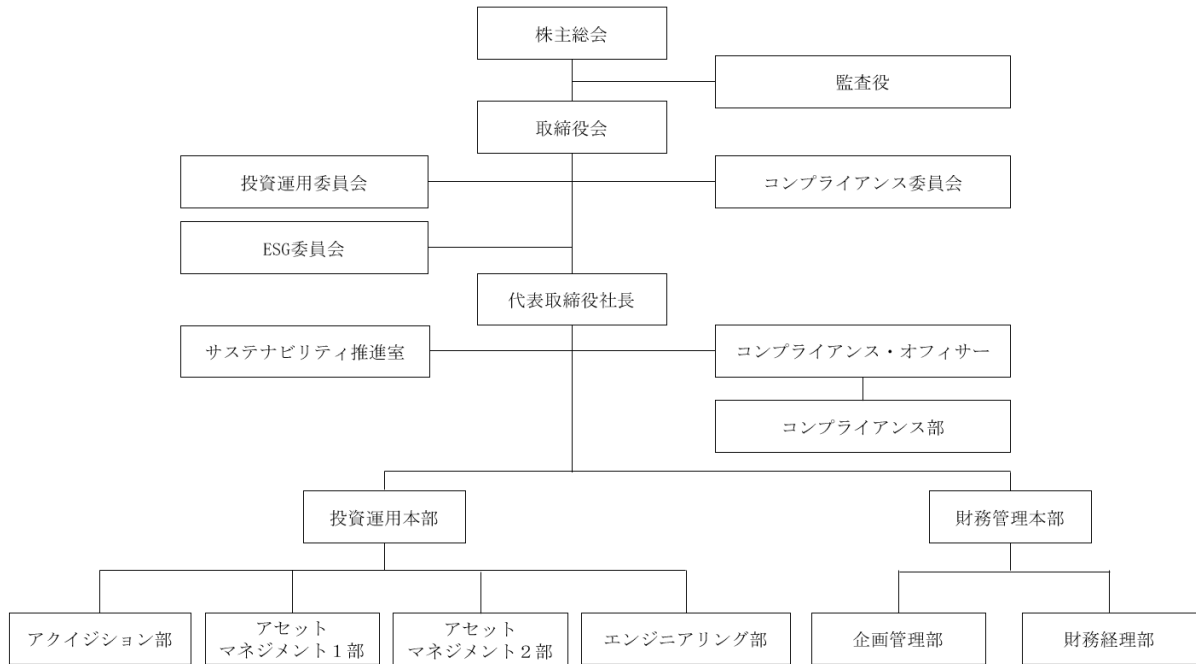 株主総会
監査役
取締役会
投資運用委員会
コンプライアンス委員会
ESG委員会
代表取締役社長
サステナビリティ推進室
コンプライアンス・オフィサー
コンプライアンス部
投資運用本部
財務管理本部
アクイジション部
アセット
マネジメント１部
アセット
マネジメント２部
エンジニアリング部
企画管理部
財務経理部